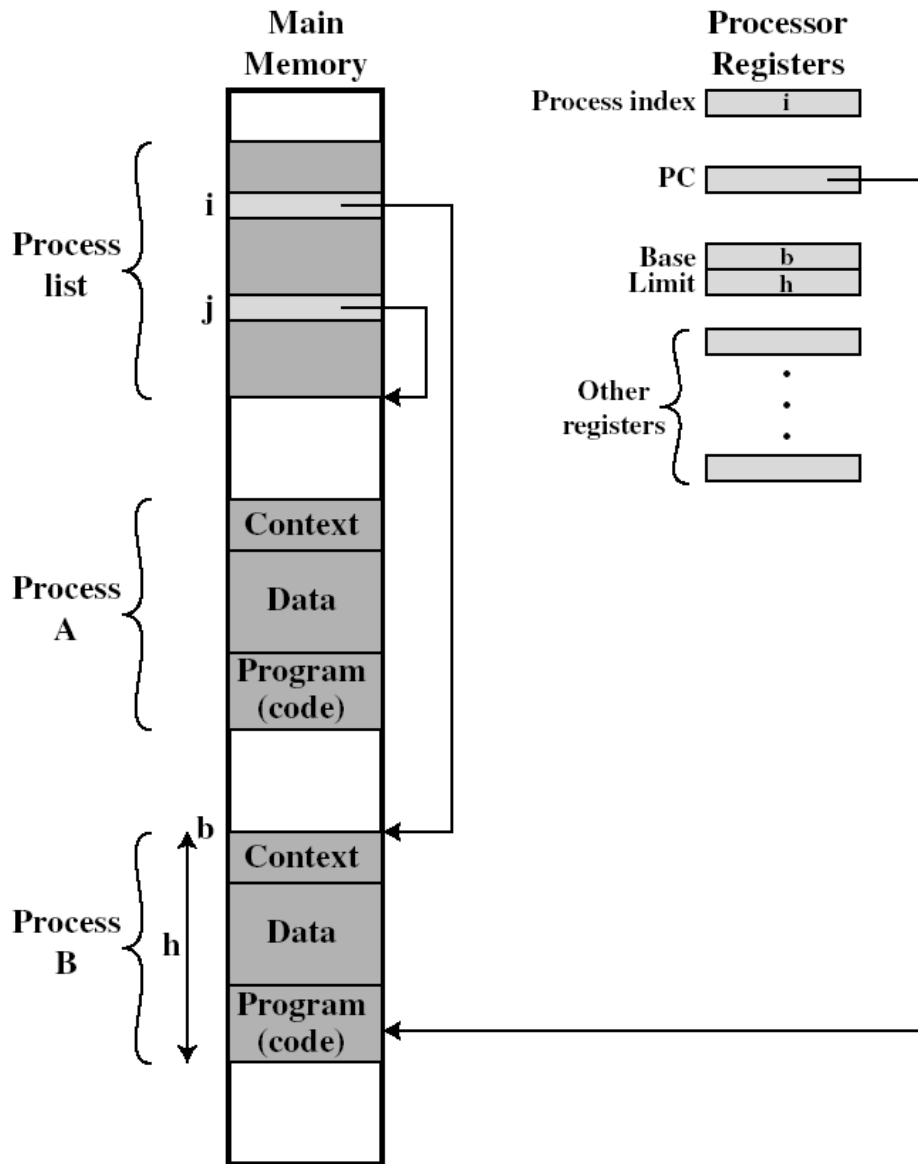 Main
Memory
Processor
Registers
Process index
i
PC
Base
b
Limit
h
Other
registers
Process
list
i
j
Process
A
Context
Data
Program
(code)
Process
B
b
h
Context
Data
Program
(code)